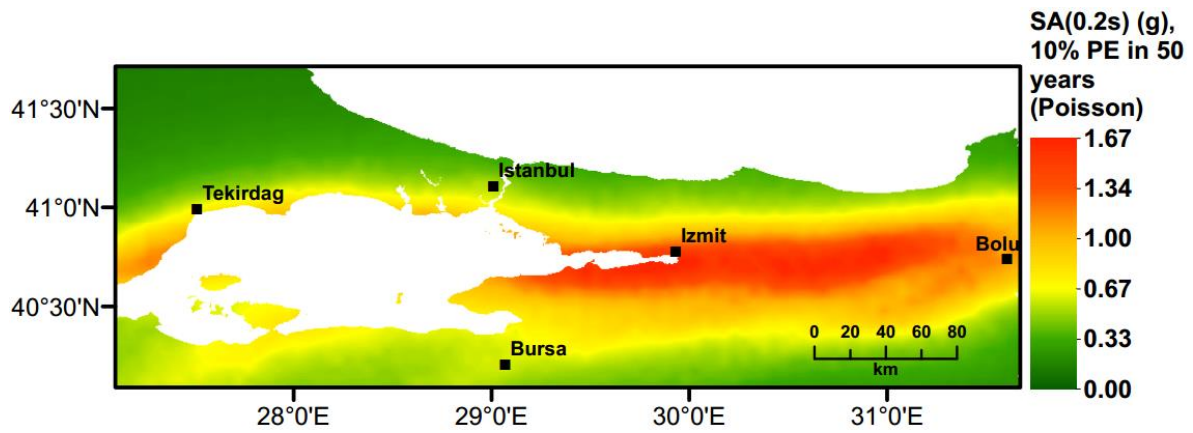 SA(0.2s) (g),
10% PE in 50
years
(Poisson)
1.67
1.34
1.00
0.67
0.33
0.00
41°30'N
41°0'N
40°30'N
Istanbul
Tekirdag
Izmit
Bolu
Bursa
0 20 40 60 80
km
28°0'E 29°0'E 30°0'E 31°0'E